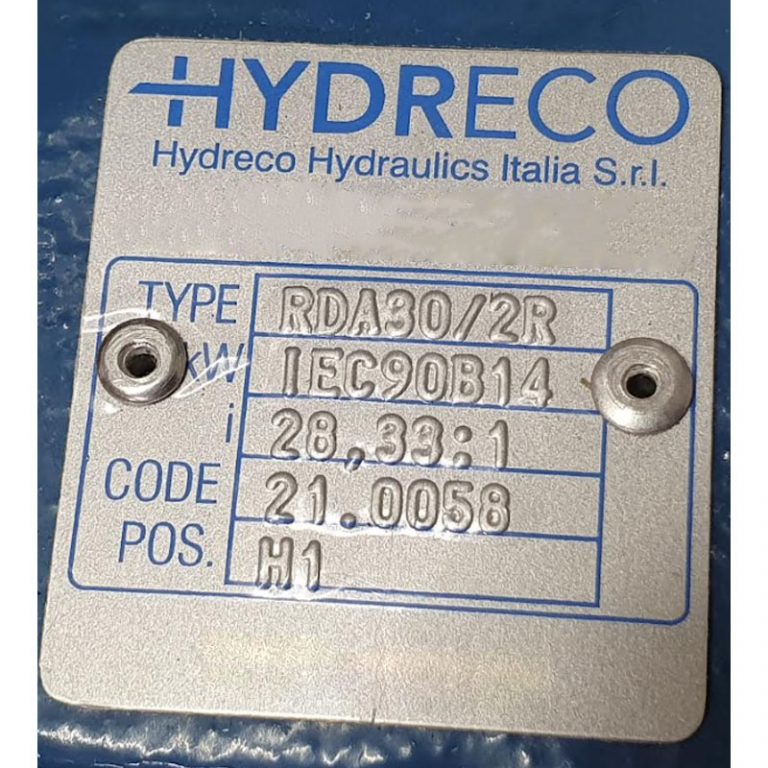 HYDRECO
Hydreco Hydraulics Italia S.r.l.
TYPE RDA30/2R
kW IEC90B14
i 28,33:1
CODE 21.0058
POS. H1